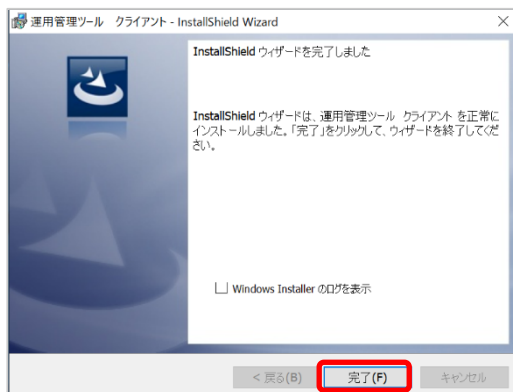 運用管理ツール　クライアント - InstallShield Wizard
InstallShield ウィザードを完了しました
InstallShield ウィザードは、運用管理ツール　クライアント を正常に
インストールしました。「完了」をクリックして、ウィザードを終了してくだ
さい。
Windows Installer のログを表示
< 戻る(B)
完了(F)
キャンセル